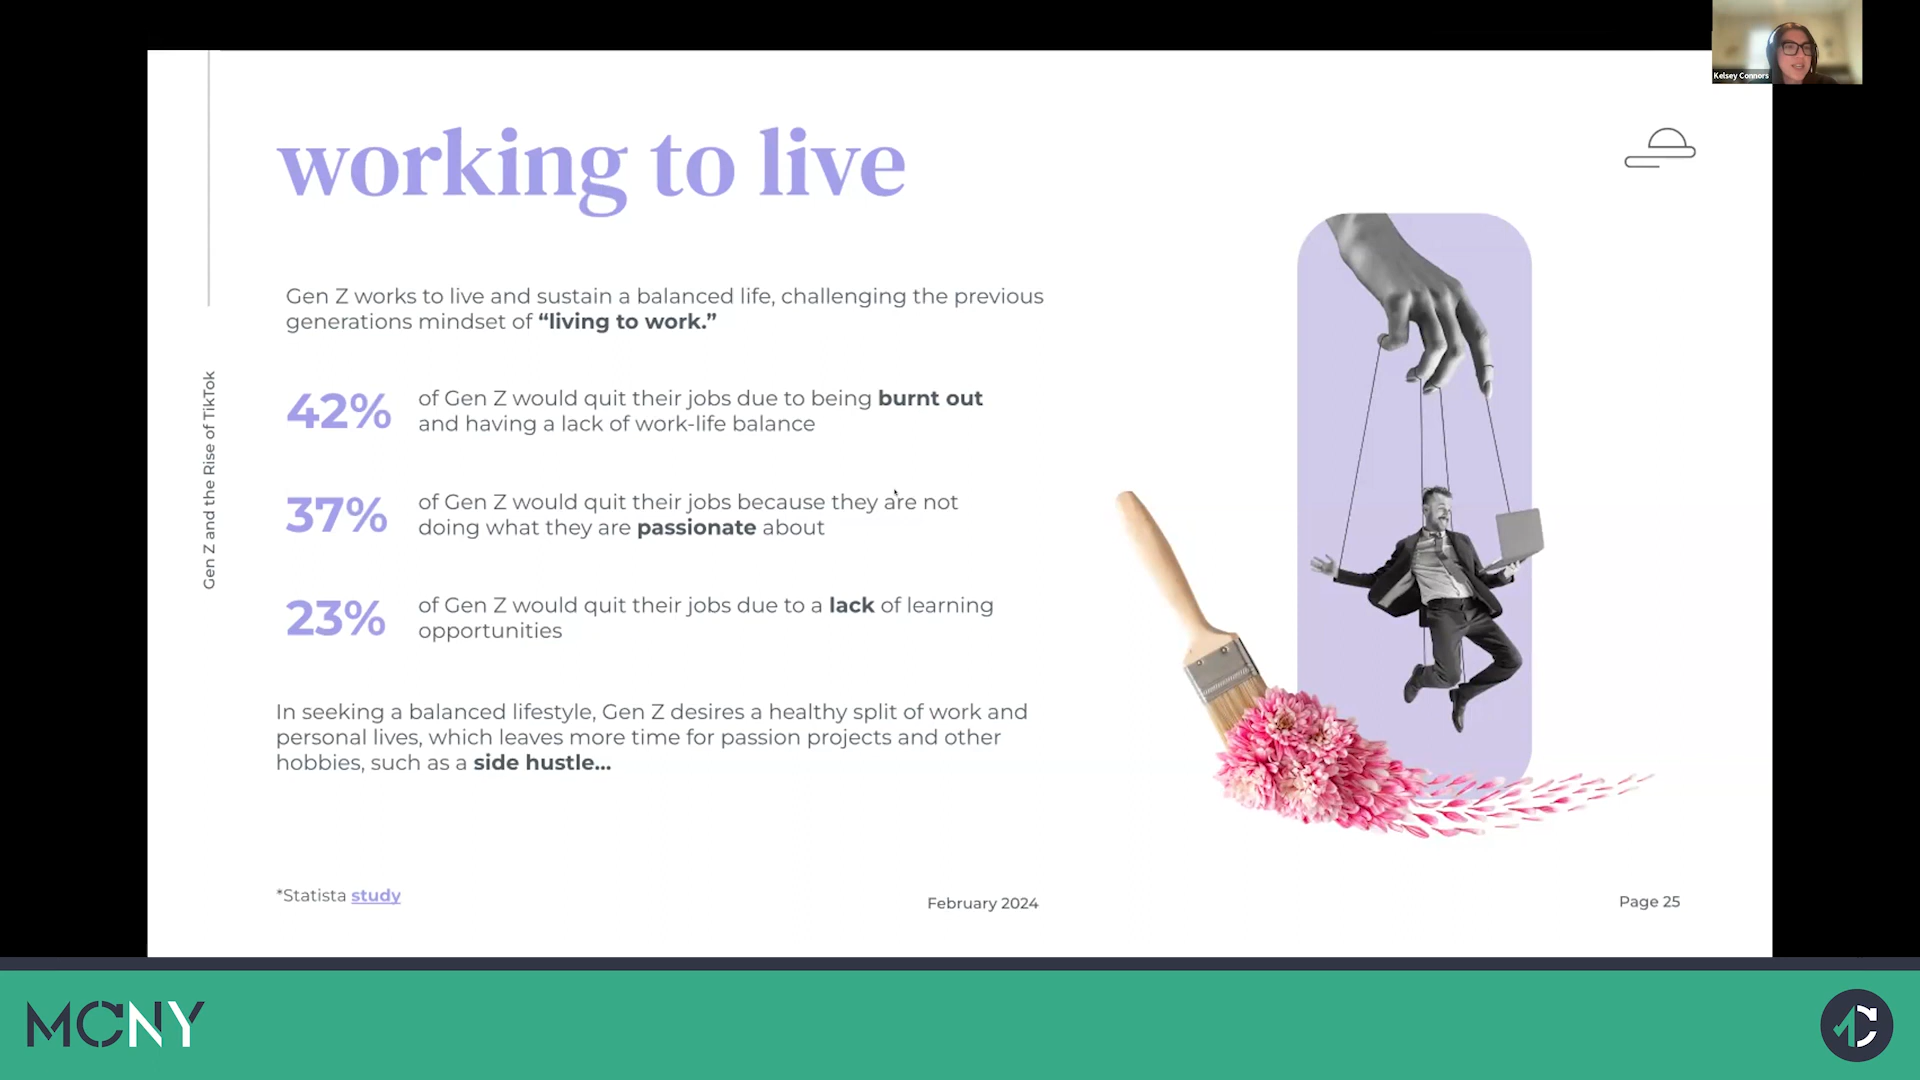 Kelsey Connors
working to live
Gen Z works to live and sustain a balanced life, challenging the previous
generations mindset of “living to work.”
42%
of Gen Z would quit their jobs due to being burnt out
and having a lack of work-life balance
37%
of Gen Z would quit their jobs because they are not
doing what they are passionate about
23%
of Gen Z would quit their jobs due to a lack of learning
opportunities
In seeking a balanced lifestyle, Gen Z desires a healthy split of work and
personal lives, which leaves more time for passion projects and other
hobbies, such as a side hustle...
Gen Z and the Rise of TikTok
*Statista study
February 2024
Page 25
MCNY